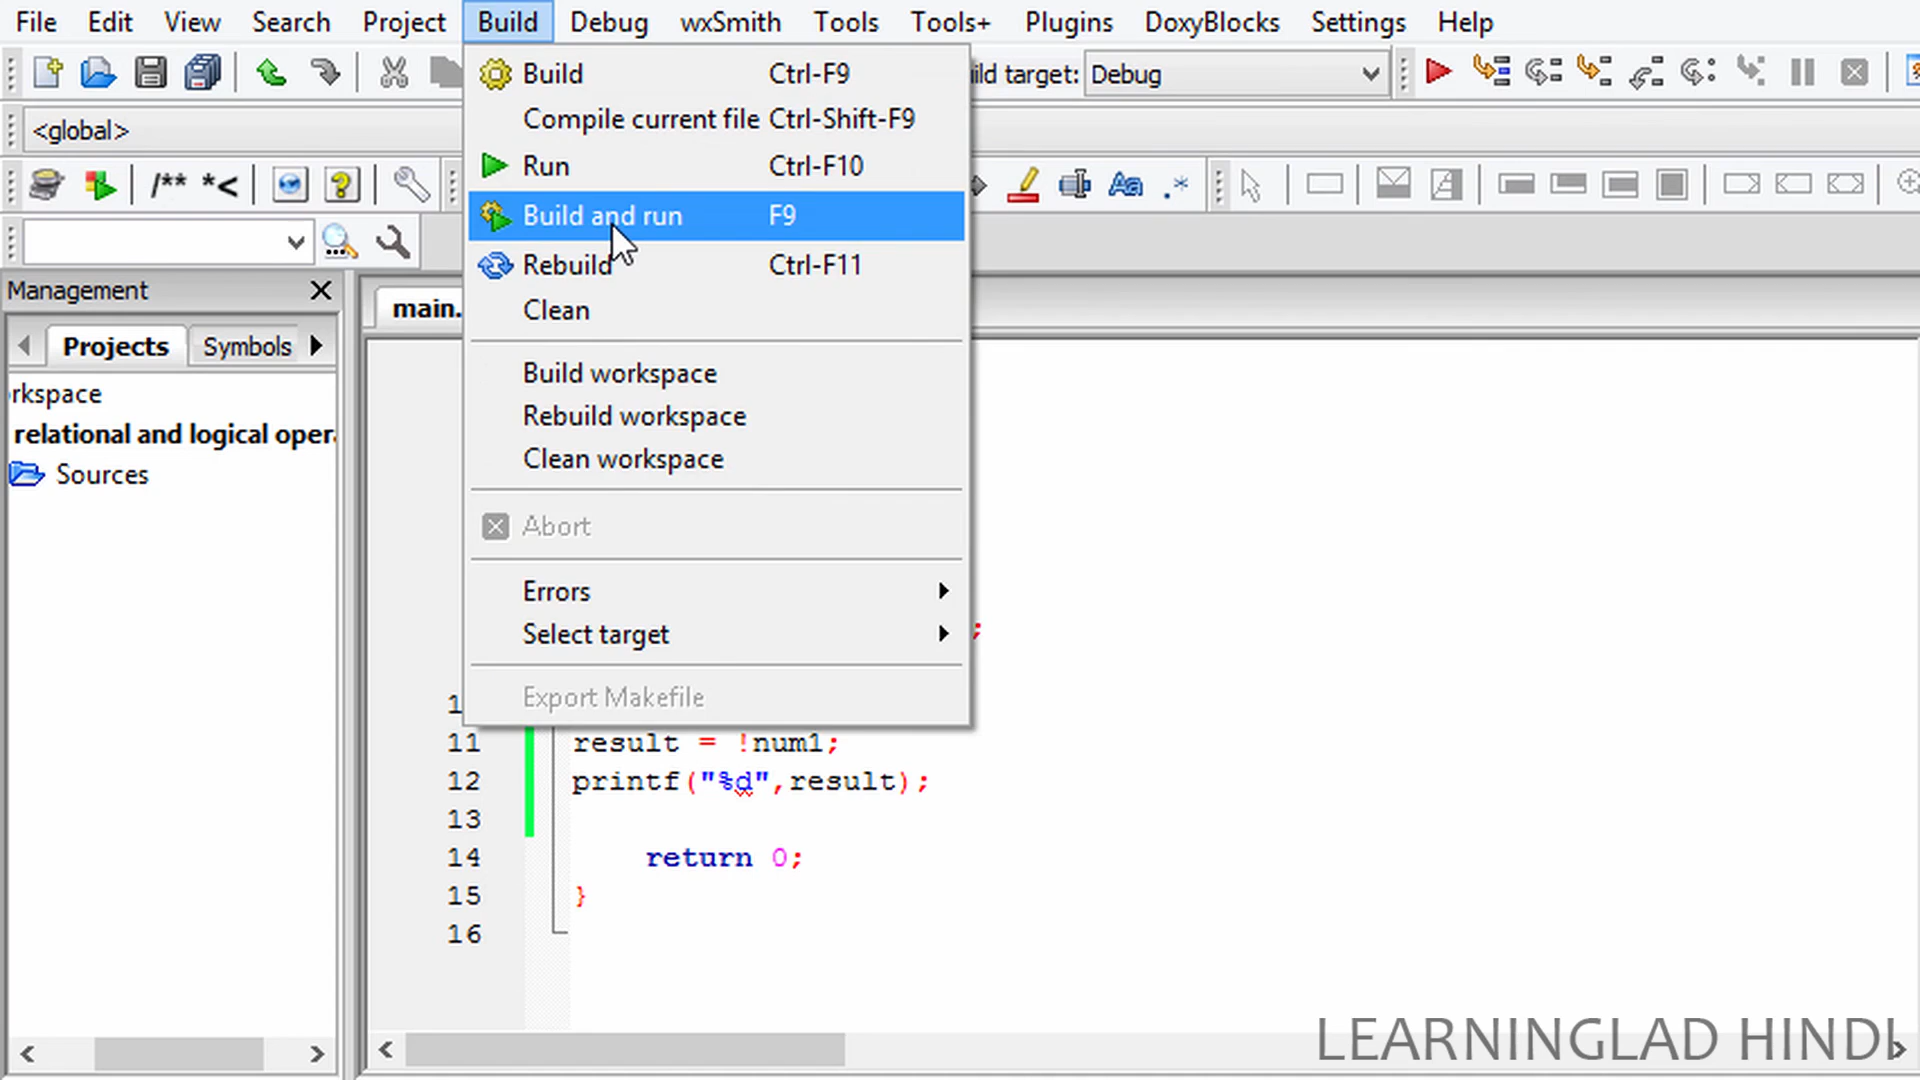 File Edit View Search Project Build Debug wxSmith Tools Tools+ Plugins DoxyBlocks Settings Help
Build Ctrl-F9
ild target: Debug
Compile current file Ctrl-Shift-F9
<global>
Run Ctrl-F10
/** *<
Build and run F9
Rebuild Ctrl-F11
Clean
Management
main.
Projects Symbols
Build workspace
rkspace
Rebuild workspace
relational and logical oper
Clean workspace
Sources
Abort
Errors
Select target
;
Export Makefile
1
11 result = !num1;
12 printf("%d",result);
13
14 return 0;
15 }
16
LEARNINGLAD HINDI